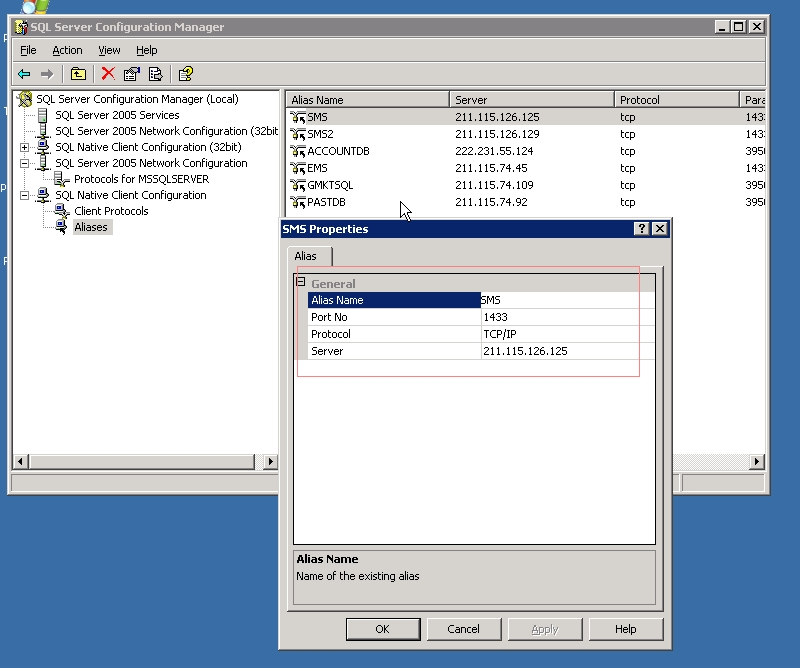 SQL Server Configuration Manager
File Action View Help
SQL Server Configuration Manager (Local)
SQL Server 2005 Services
SQL Server 2005 Network Configuration (32bit
SQL Native Client Configuration (32bit)
SQL Server 2005 Network Configuration
Protocols for MSSQLSERVER
SQL Native Client Configuration
Client Protocols
Aliases
Alias Name Server Protocol Para
SMS 211.115.126.125 tcp 143
SMS2 211.115.126.129 tcp 143
ACCOUNTDB 222.231.55.124 tcp 395
EMS 211.115.74.45 tcp 143
GMKTSQL 211.115.74.109 tcp 395
PASTDB 211.115.74.92 tcp 395
SMS Properties
Alias
General
Alias Name SMS
Port No 1433
Protocol TCP/IP
Server 211.115.126.125
Alias Name
Name of the existing alias
OK Cancel Apply Help